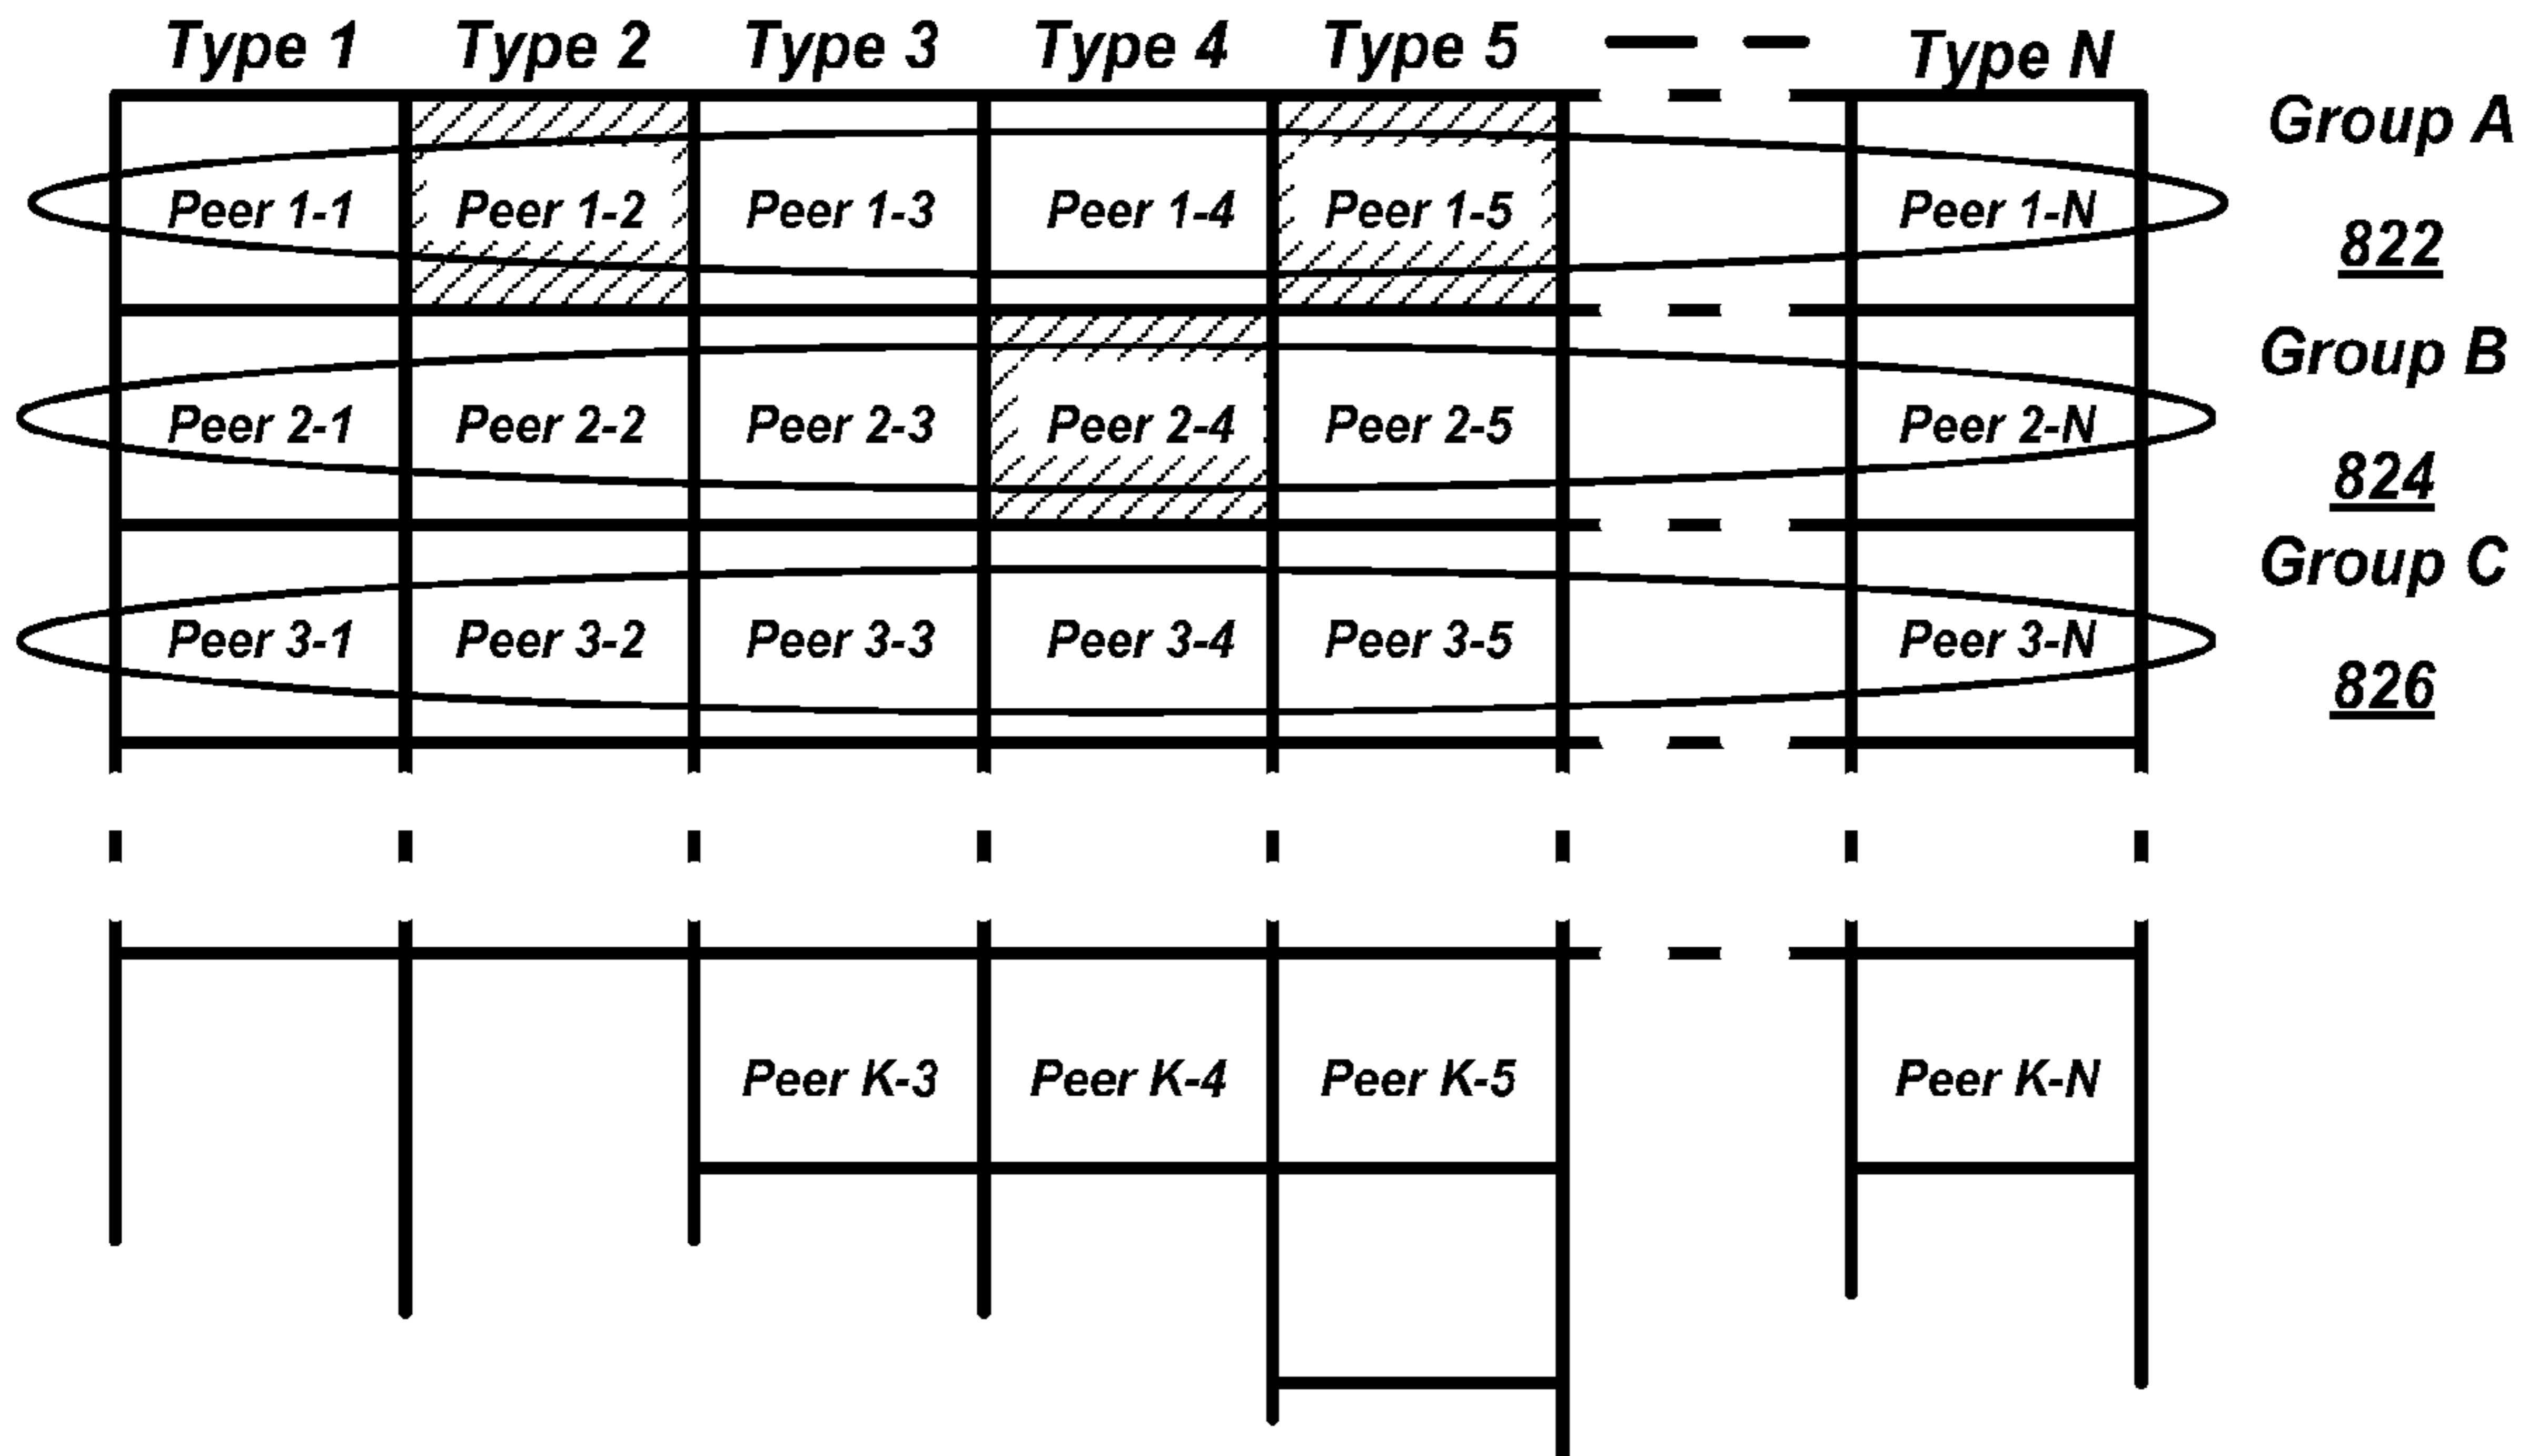 Type 1 Type 2 Type 3 Type 4 Type 5 Type N
Group A
Peer 1-1 Peer 1-2 Peer 1-3 Peer 1-4 Peer 1-5 Peer 1-N
822
Group B
Peer 2-1 Peer 2-2 Peer 2-3 Peer 2-4 Peer 2-5 Peer 2-N
824
Group C
Peer 3-1 Peer 3-2 Peer 3-3 Peer 3-4 Peer 3-5 Peer 3-N
826
Peer K-3 Peer K-4 Peer K-5 Peer K-N